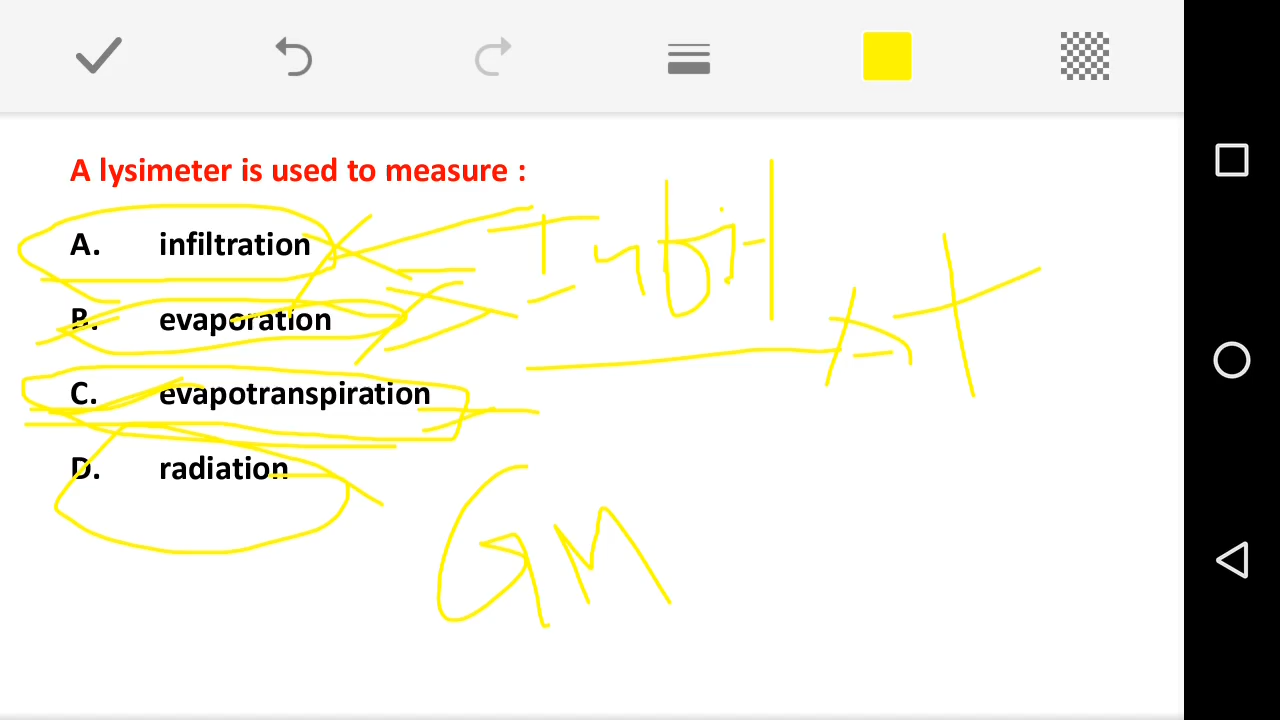 A lysimeter is used to measure :
A. infiltration
B. evaporation
C. evapotranspiration
D. radiation
GM